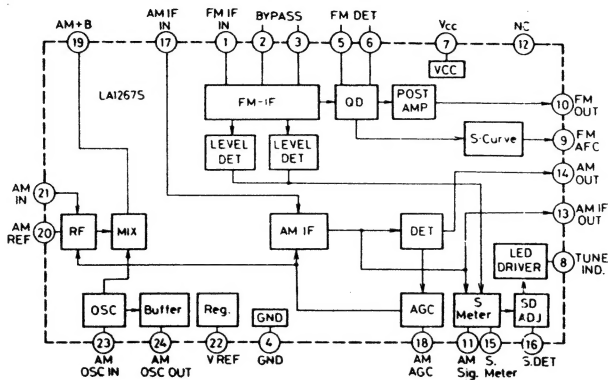 AM+B
AM IF IN
FM IF IN
BYPASS
FM DET
Vcc
NC
19
17
1
2
3
5
6
7
12
VCC
LA1267S
FM-IF
QD
POST AMP
10
FM OUT
LEVEL DET
LEVEL DET
S-Curve
9
FM AFC
14
AM OUT
AM IN
21
13
AM IF OUT
AM REF
20
RF
MIX
AM IF
DET
LED DRIVER
8
TUNE IND.
OSC
Buffer
Reg.
GND
AGC
S Meter
SD ADJ
23
24
22
4
18
11
15
16
AM OSC IN
AM OSC OUT
V REF
GND
AM AGC
AM Sig.
S. Meter
S.DET